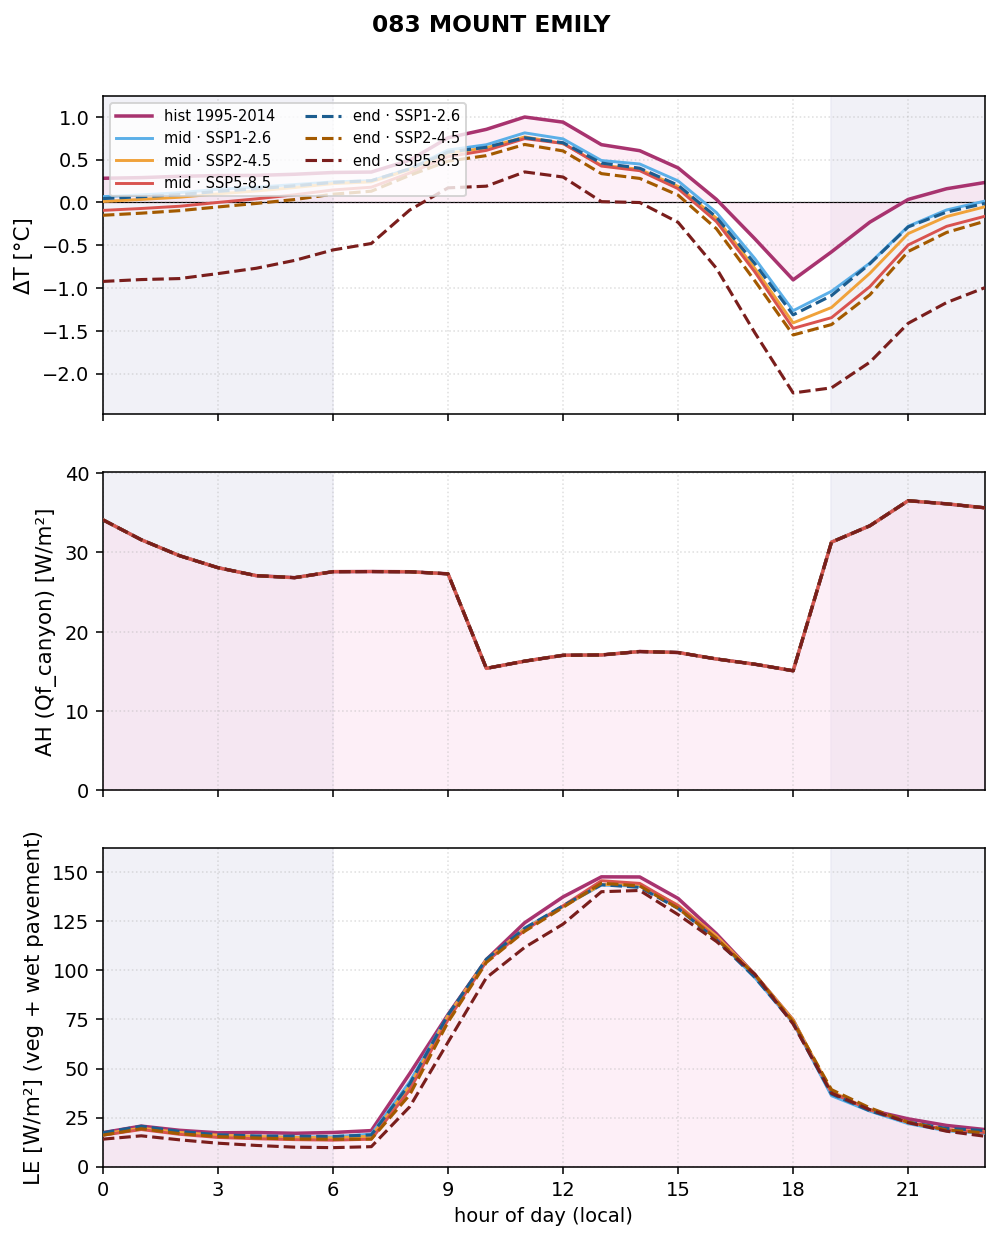 083 MOUNT EMILY
hist 1995-2014
mid · SSP1-2.6
mid · SSP2-4.5
mid · SSP5-8.5
end · SSP1-2.6
end · SSP2-4.5
end · SSP5-8.5
ΔT [°C]
1.0
0.5
0.0
−0.5
−1.0
−1.5
−2.0
AH (Qf_canyon) [W/m²]
40
30
20
10
0
LE [W/m²] (veg + wet pavement)
150
125
100
75
50
25
0
0 3 6 9 12 15 18 21
hour of day (local)